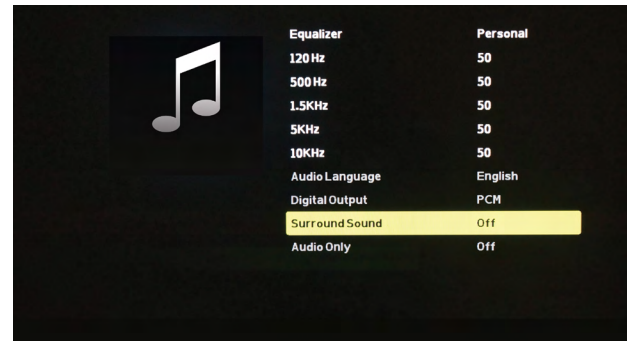 Equalizer Personal
120 Hz 50
500 Hz 50
1.5KHz 50
5KHz 50
10KHz 50
Audio Language English
Digital Output PCM
Surround Sound Off
Audio Only Off